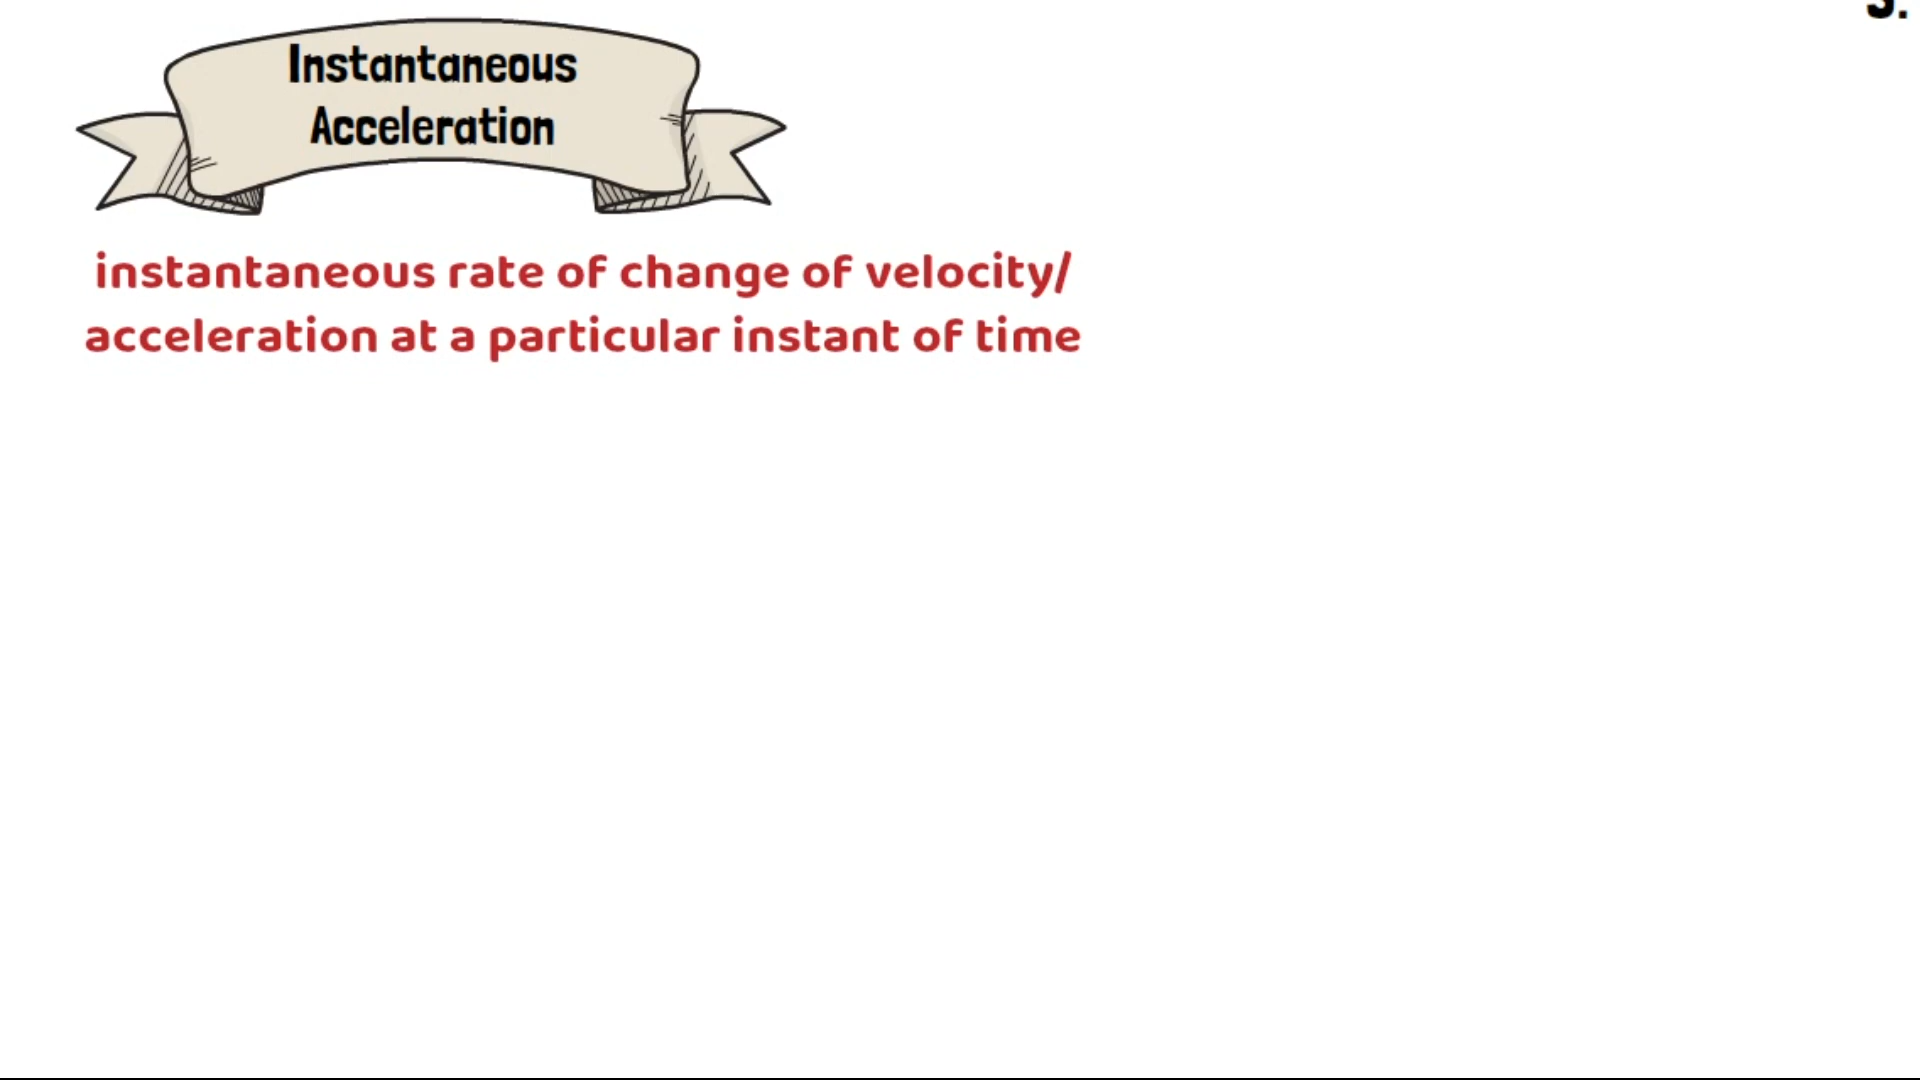 Instantaneous
Acceleration
instantaneous rate of change of velocity/
acceleration at a particular instant of time